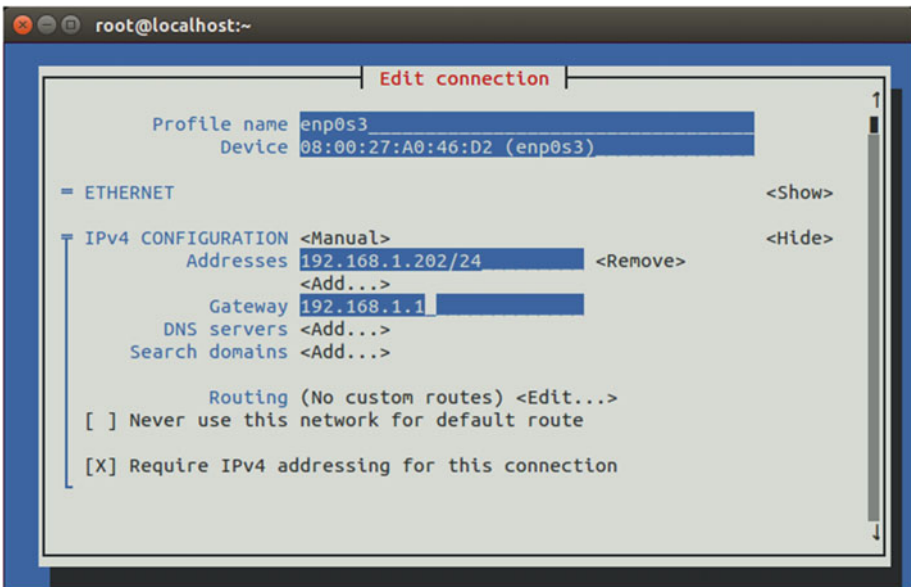 root@localhost:~
Edit connection
Profile name enp0s3
Device 08:00:27:A0:46:D2 (enp0s3)
= ETHERNET <Show>
IPv4 CONFIGURATION <Manual> <Hide>
Addresses 192.168.1.202/24 <Remove>
<Add...>
Gateway 192.168.1.1
DNS servers <Add...>
Search domains <Add...>
Routing (No custom routes) <Edit...>
[ ] Never use this network for default route
[X] Require IPv4 addressing for this connection